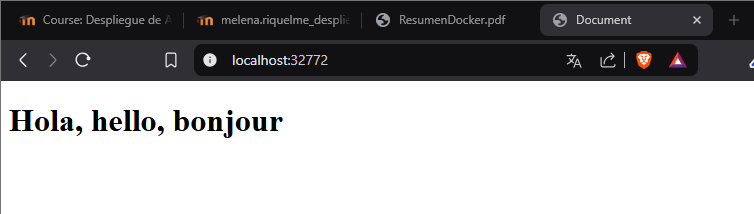 Course: Despliegue de A
melena.riquelme_desplie
ResumenDocker.pdf
Document
localhost:32772
Hola, hello, bonjour